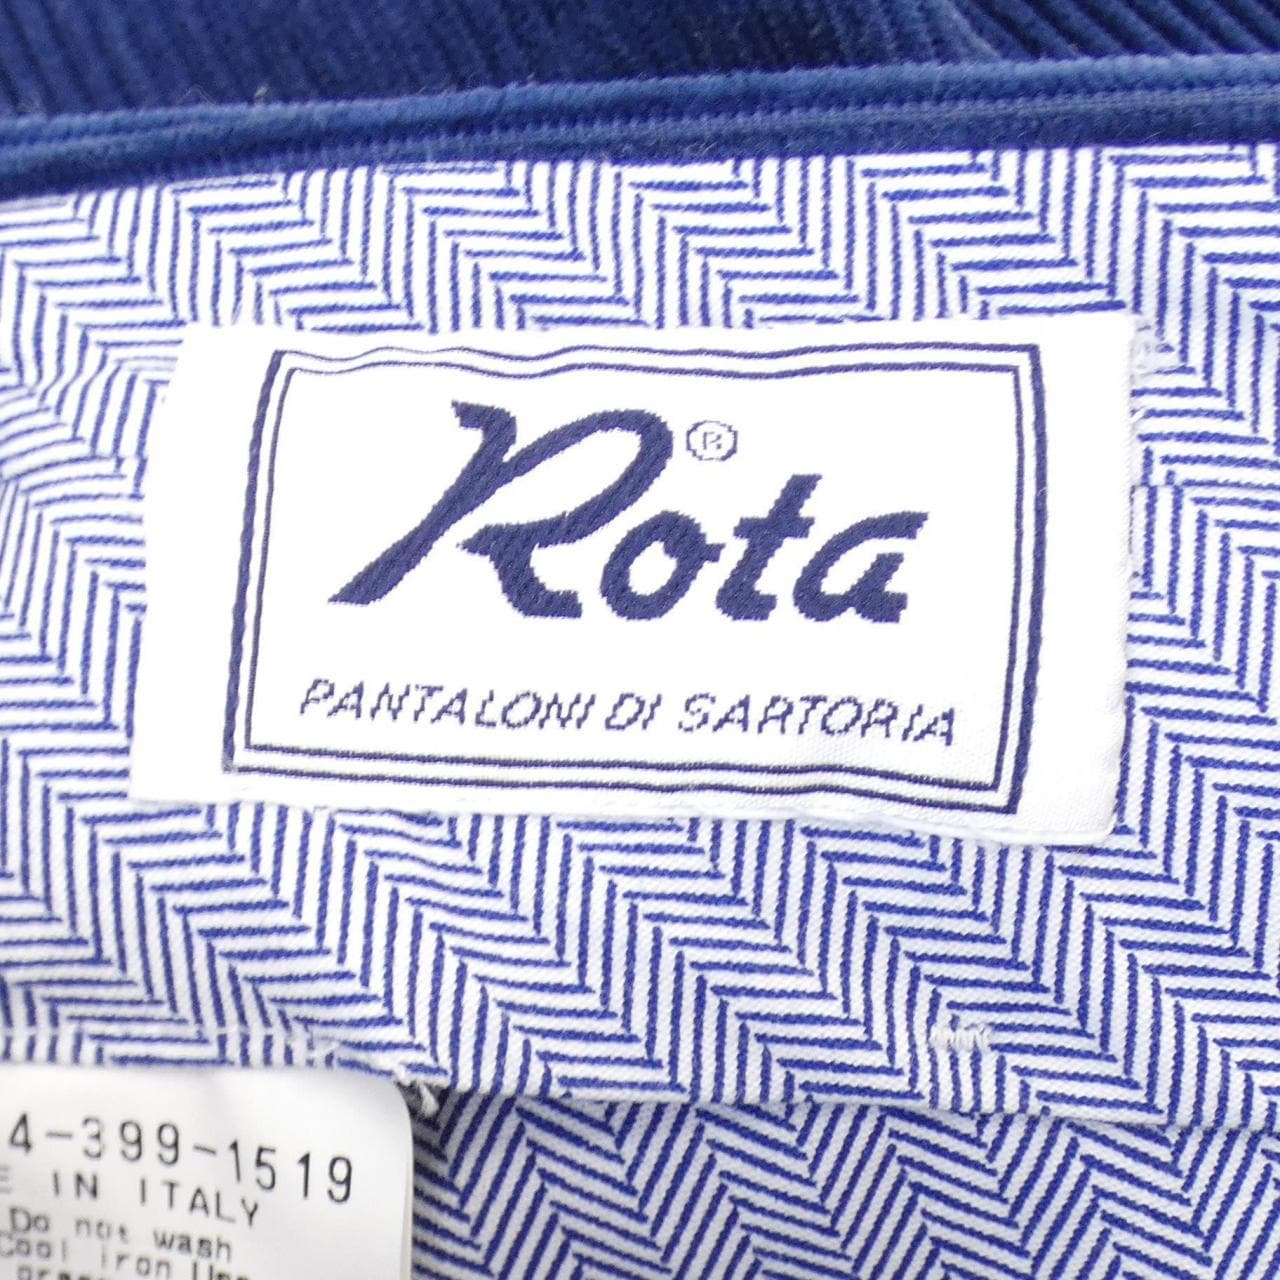 Rota ®
PANTALONI DI SARTORIA
4-399-1519
E IN ITALY
Do not wash
Cool iron